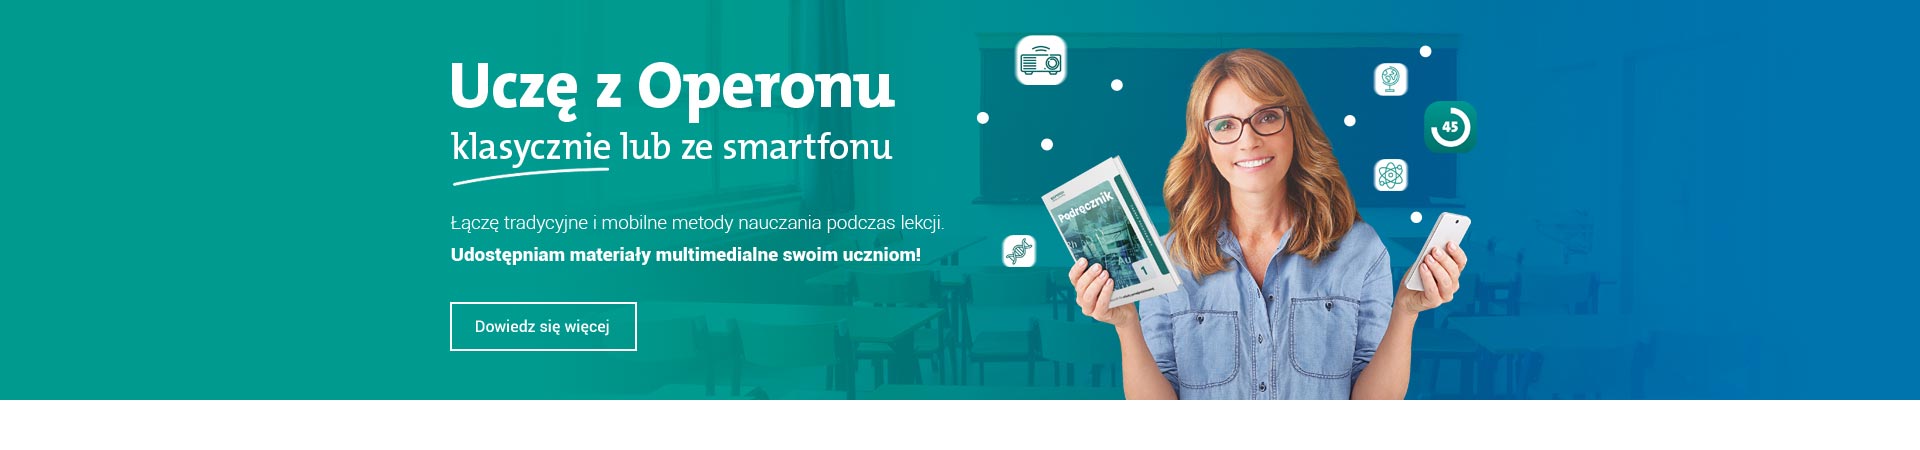 Uczę z Operonu
klasycznie lub ze smartfonu
Łączę tradycyjne i mobilne metody nauczania podczas lekcji.
Udostępniam materiały multimedialne swoim uczniom!
Dowiedz się więcej
45
Podręcznik
1